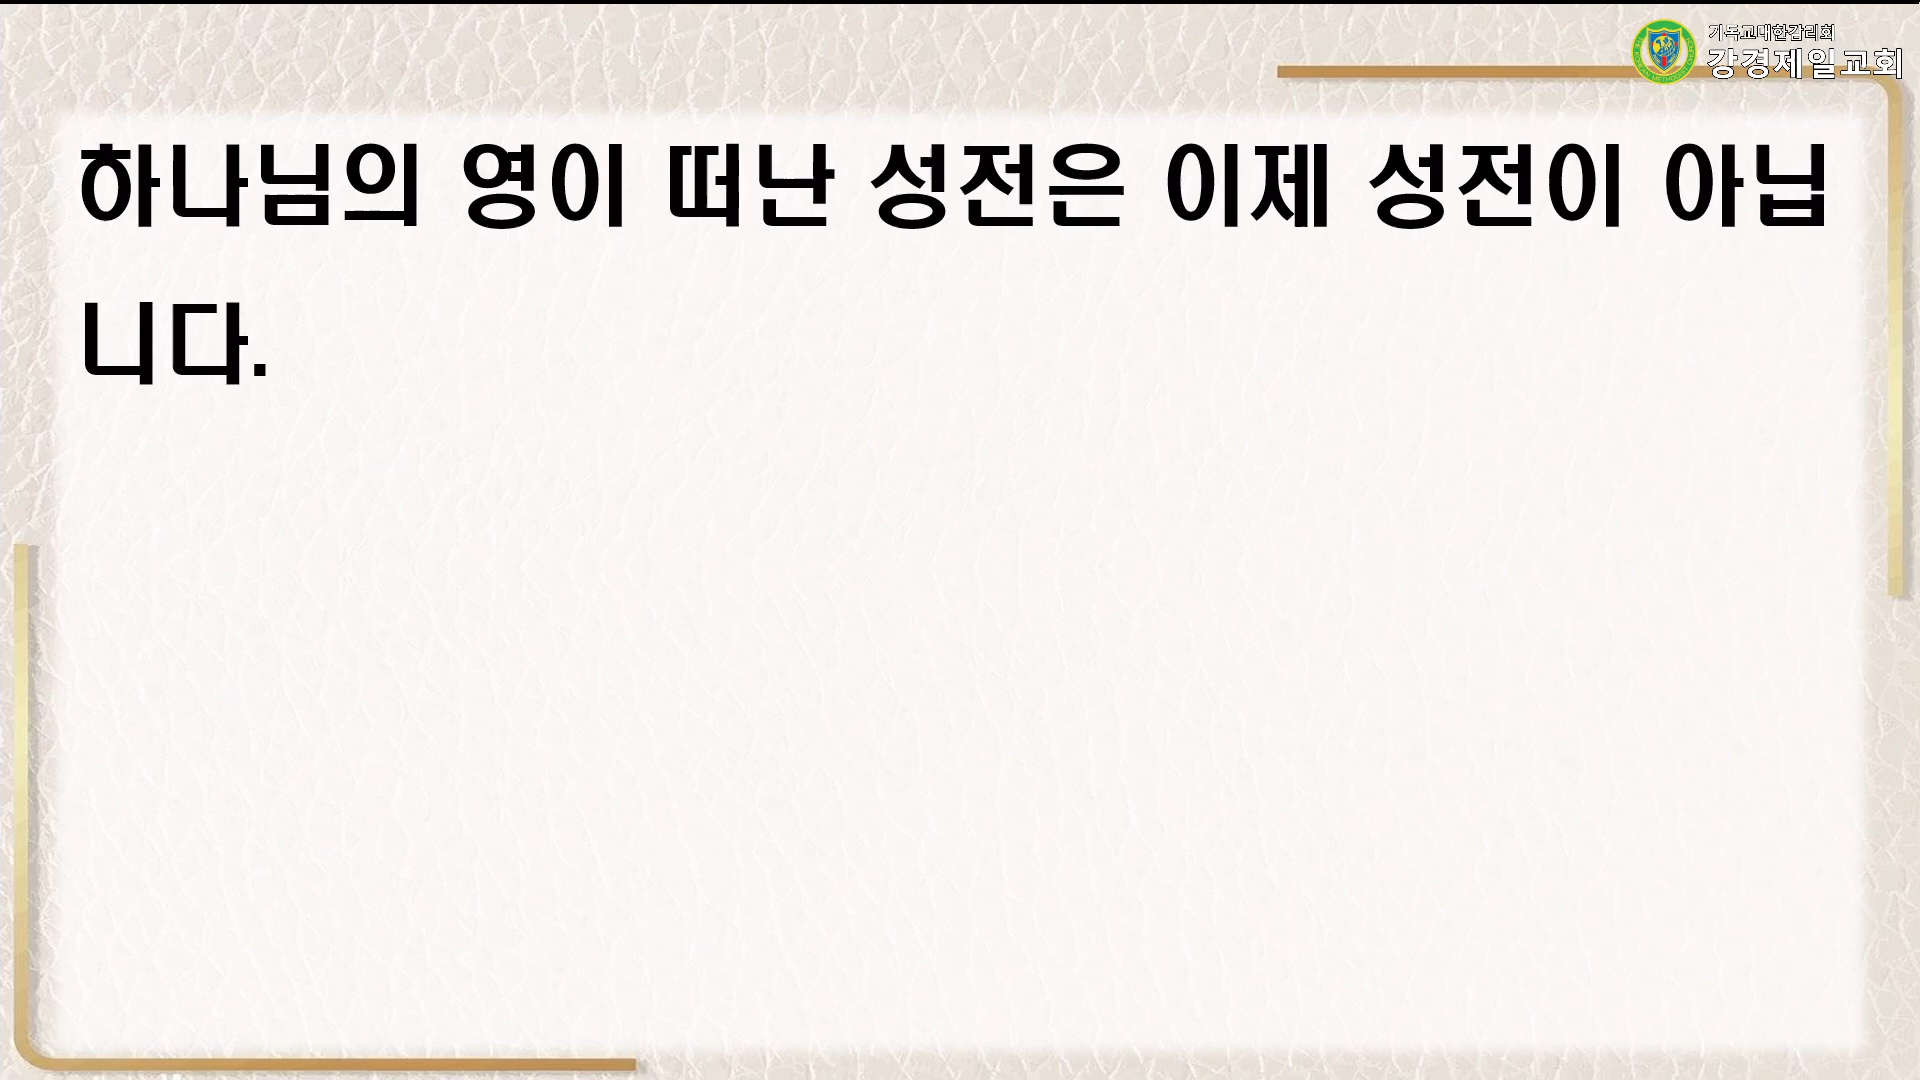 기독교대한감리회
강경제일교회
하나님의 영이 떠난 성전은 이제 성전이 아닙
니다.